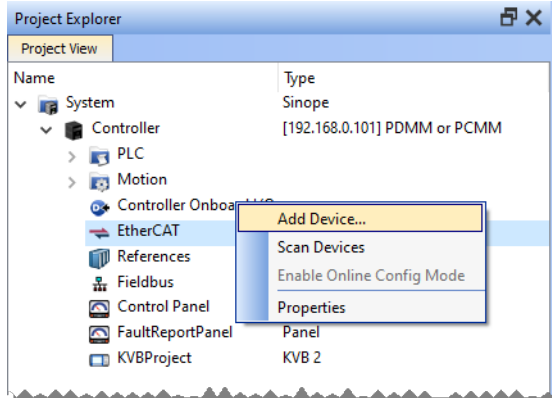 Project Explorer
Project View
Name Type
System Sinope
Controller [192.168.0.101] PDMM or PCMM
PLC
Motion
Controller Onboa
EtherCAT
Add Device...
Scan Devices
Enable Online Config Mode
Properties
References
Fieldbus
Control Panel
FaultReportPanel Panel
KVBProject KVB 2